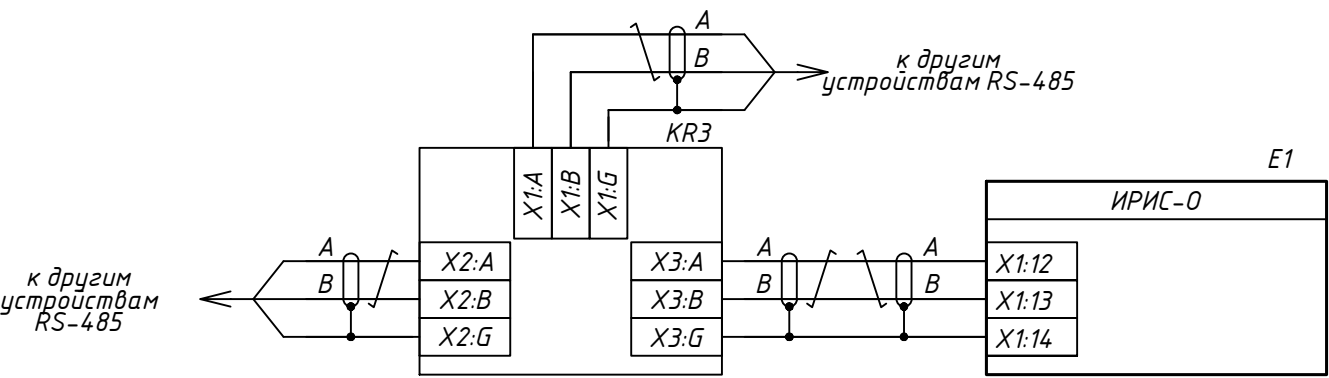 A
B
к другим
устройствам RS-485
KR3
E1
X1:A
X1:B
X1:G
ИРИС-О
A
B
X2:A
X2:B
X2:G
X3:A
X3:B
X3:G
A
B
A
B
X1:12
X1:13
X1:14
к другим
устройствам
RS-485